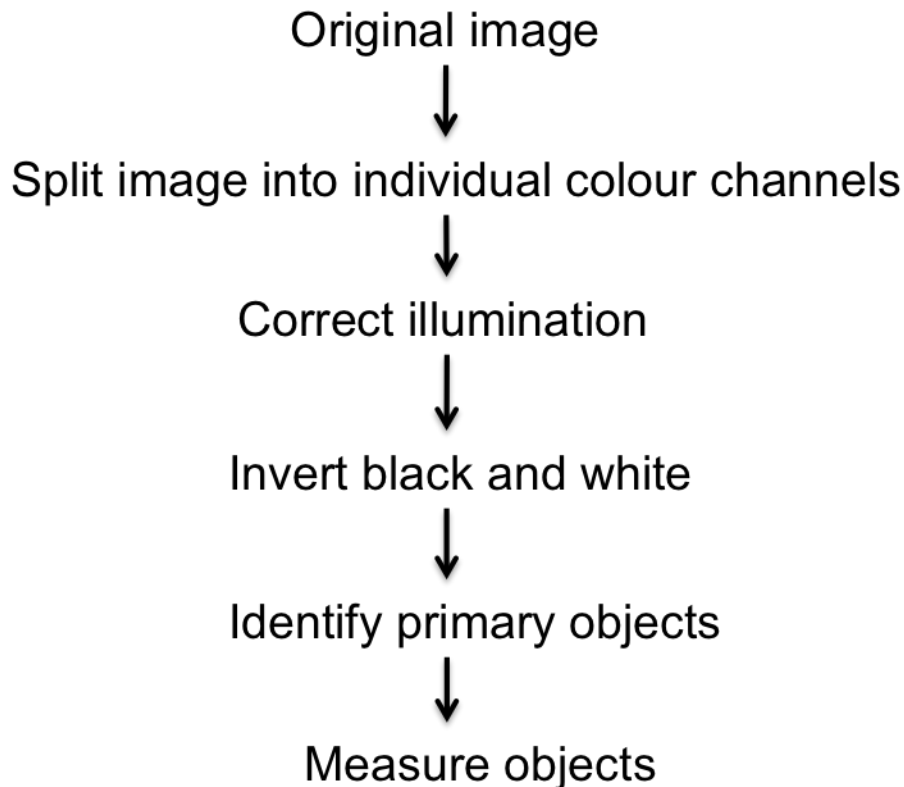 Original image
Split image into individual colour channels
Correct illumination
Invert black and white
Identify primary objects
Measure objects